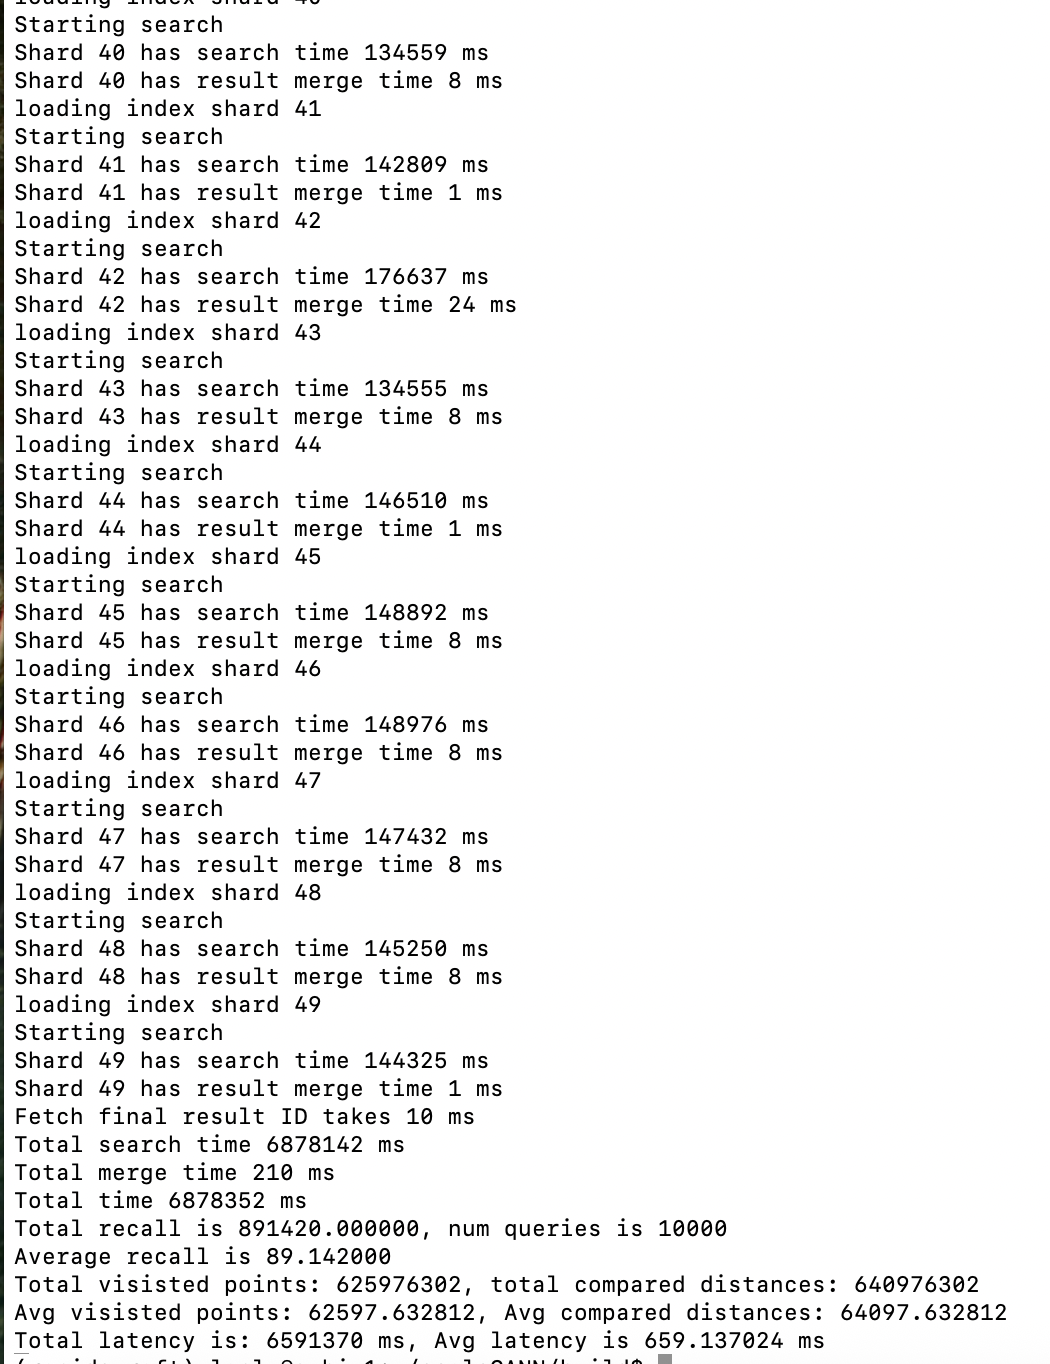 loading index shard 40
Starting search
Shard 40 has search time 134559 ms
Shard 40 has result merge time 8 ms
loading index shard 41
Starting search
Shard 41 has search time 142809 ms
Shard 41 has result merge time 1 ms
loading index shard 42
Starting search
Shard 42 has search time 176637 ms
Shard 42 has result merge time 24 ms
loading index shard 43
Starting search
Shard 43 has search time 134555 ms
Shard 43 has result merge time 8 ms
loading index shard 44
Starting search
Shard 44 has search time 146510 ms
Shard 44 has result merge time 1 ms
loading index shard 45
Starting search
Shard 45 has search time 148892 ms
Shard 45 has result merge time 8 ms
loading index shard 46
Starting search
Shard 46 has search time 148976 ms
Shard 46 has result merge time 8 ms
loading index shard 47
Starting search
Shard 47 has search time 147432 ms
Shard 47 has result merge time 8 ms
loading index shard 48
Starting search
Shard 48 has search time 145250 ms
Shard 48 has result merge time 8 ms
loading index shard 49
Starting search
Shard 49 has search time 144325 ms
Shard 49 has result merge time 1 ms
Fetch final result ID takes 10 ms
Total search time 6878142 ms
Total merge time 210 ms
Total time 6878352 ms
Total recall is 891420.000000, num queries is 10000
Average recall is 89.142000
Total visisted points: 625976302, total compared distances: 640976302
Avg visisted points: 62597.632812, Avg compared distances: 64097.632812
Total latency is: 6591370 ms, Avg latency is 659.137024 ms